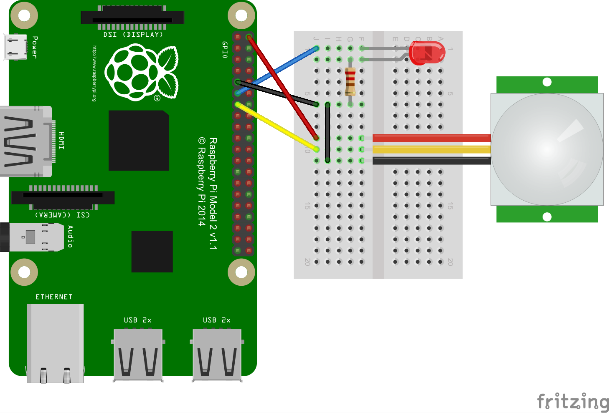 DSI (DISPLAY)
GPIO
Power
HDMI
Raspberry Pi Model 2 v1.1
© Raspberry Pi 2014
CSI (CAMERA)
Audio
ETHERNET
USB 2x
USB 2x
fritzing